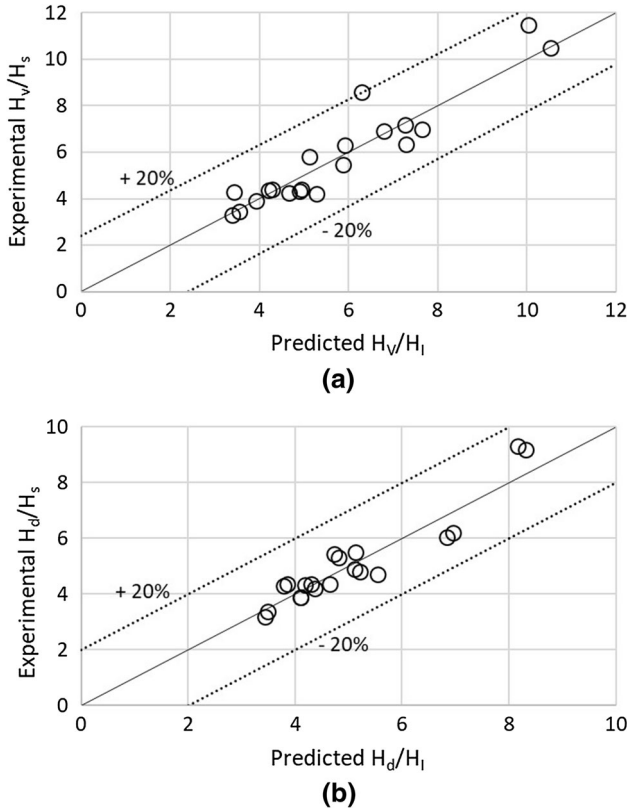 12
10
8
6
4
2
0
Experimental Hv/Hs
+ 20%
- 20%
0 2 4 6 8 10 12
Predicted HV/HI
(a)
10
8
6
4
2
0
Experimental Hd/Hs
+ 20%
- 20%
0 2 4 6 8 10
Predicted Hd/HI
(b)